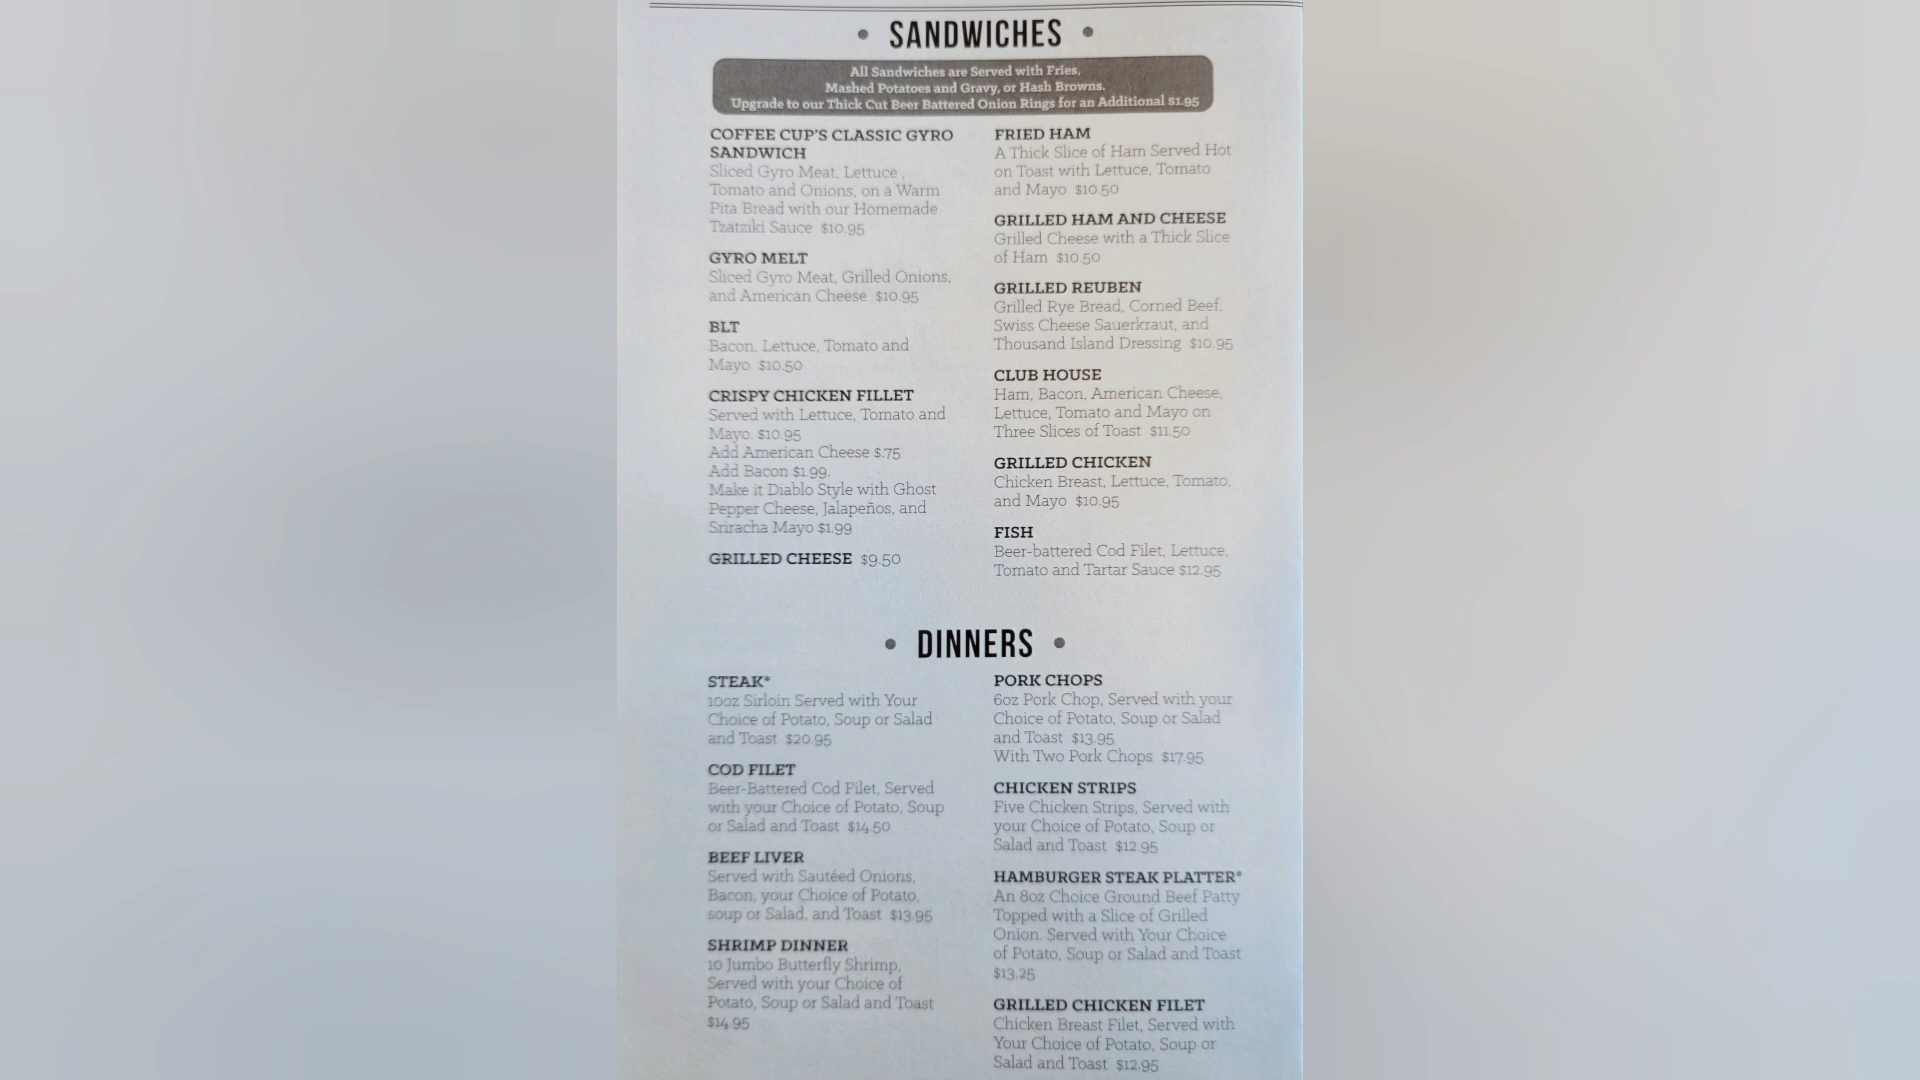 • SANDWICHES •
All Sandwiches are Served with Fries,
Mashed Potatoes and Gravy, or Hash Browns.
Upgrade to our Thick Cut Beer Battered Onion Rings for an Additional $1.95
COFFEE CUP'S CLASSIC GYRO
SANDWICH
Sliced Gyro Meat, Lettuce ,
Tomato and Onions, on a Warm
Pita Bread with our Homemade
Tzatziki Sauce $10.95
GYRO MELT
Sliced Gyro Meat, Grilled Onions,
and American Cheese $10.95
BLT
Bacon, Lettuce, Tomato and
Mayo $10.50
CRISPY CHICKEN FILLET
Served with Lettuce, Tomato and
Mayo. $10.95
Add American Cheese $.75
Add Bacon $1.99.
Make it Diablo Style with Ghost
Pepper Cheese, Jalapeños, and
Sriracha Mayo $1.99
GRILLED CHEESE $9.50
FRIED HAM
A Thick Slice of Ham Served Hot
on Toast with Lettuce, Tomato
and Mayo $10.50
GRILLED HAM AND CHEESE
Grilled Cheese with a Thick Slice
of Ham $10.50
GRILLED REUBEN
Grilled Rye Bread, Corned Beef,
Swiss Cheese Sauerkraut, and
Thousand Island Dressing $10.95
CLUB HOUSE
Ham, Bacon, American Cheese,
Lettuce, Tomato and Mayo on
Three Slices of Toast $11.50
GRILLED CHICKEN
Chicken Breast, Lettuce, Tomato,
and Mayo $10.95
FISH
Beer-battered Cod Filet, Lettuce,
Tomato and Tartar Sauce $12.95
• DINNERS •
STEAK*
10oz Sirloin Served with Your
Choice of Potato, Soup or Salad
and Toast $20.95
COD FILET
Beer-Battered Cod Filet, Served
with your Choice of Potato, Soup
or Salad and Toast $14.50
BEEF LIVER
Served with Sautéed Onions,
Bacon, your Choice of Potato,
soup or Salad, and Toast $13.95
SHRIMP DINNER
10 Jumbo Butterfly Shrimp,
Served with your Choice of
Potato, Soup or Salad and Toast
$14.95
PORK CHOPS
6oz Pork Chop, Served with your
Choice of Potato, Soup or Salad
and Toast $13.95
With Two Pork Chops $17.95
CHICKEN STRIPS
Five Chicken Strips, Served with
your Choice of Potato, Soup or
Salad and Toast $12.95
HAMBURGER STEAK PLATTER*
An 8oz Choice Ground Beef Patty
Topped with a Slice of Grilled
Onion. Served with Your Choice
of Potato, Soup or Salad and Toast
$13.25
GRILLED CHICKEN FILET
Chicken Breast Filet, Served with
Your Choice of Potato, Soup or
Salad and Toast $12.95